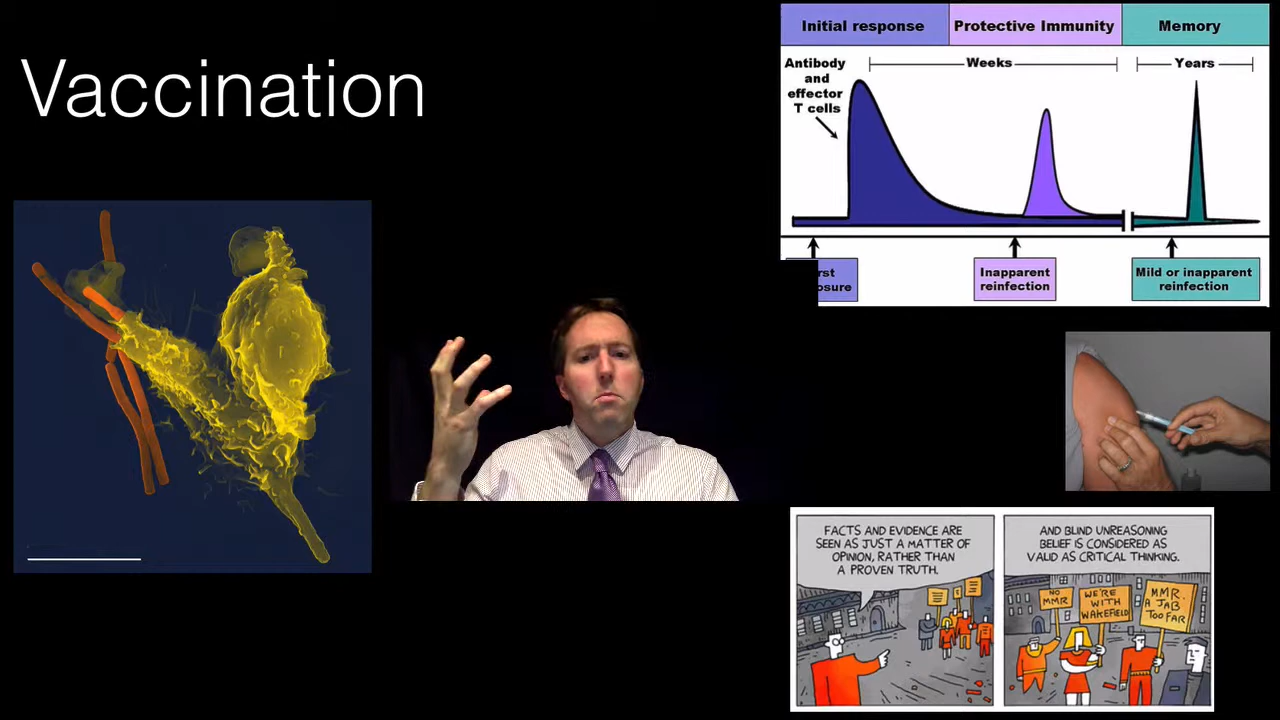 Vaccination
Initial response
Protective Immunity
Memory
Antibody
and
effector
T cells
Weeks
Years
Inapparent
reinfection
Mild or inapparent
reinfection
FACTS AND EVIDENCE ARE
SEEN AS JUST A MATTER OF
OPINION, RATHER THAN
A PROVEN TRUTH.
AND BLIND UNREASONING
BELIEF IS CONSIDERED AS
VALID AS CRITICAL THINKING.
NO
MMR
WE'RE
WITH
WAKEFIELD
MMR.
A JAB
TOO FAR